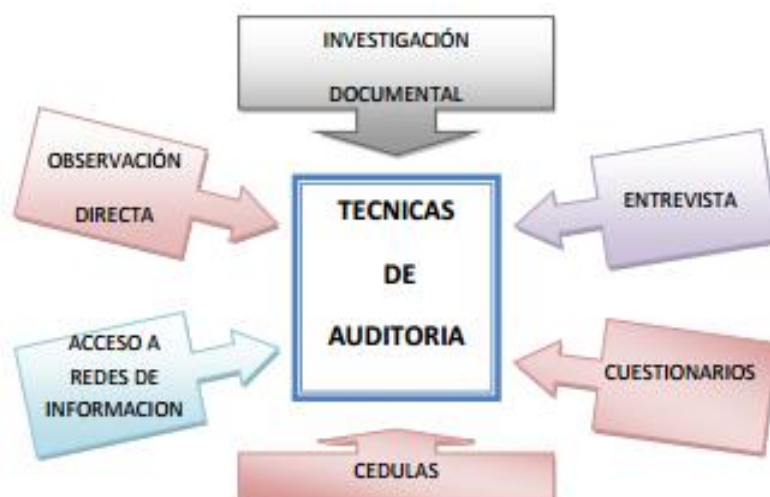 INVESTIGACIÓN
DOCUMENTAL
OBSERVACIÓN
DIRECTA
TECNICAS
DE
AUDITORIA
ENTREVISTA
ACCESO A
REDES DE
INFORMACION
CUESTIONARIOS
CEDULAS